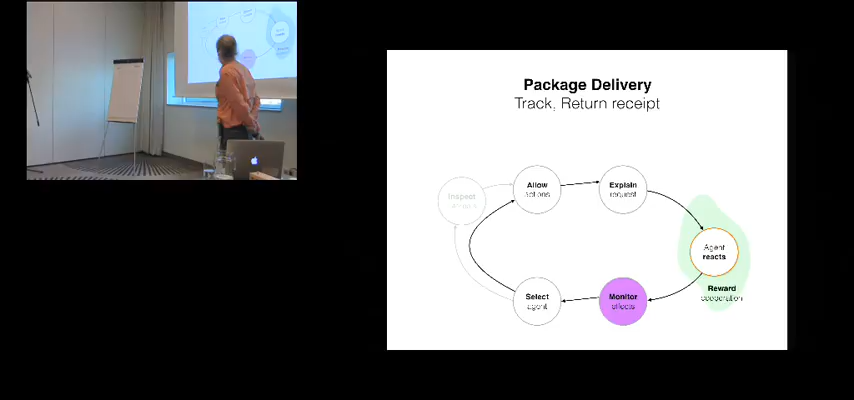 Package Delivery
Track, Return receipt
Inspect
Allow
actions
Explain
request
Agent
reacts
Reward
cooperation
Monitor
effects
Select
agent